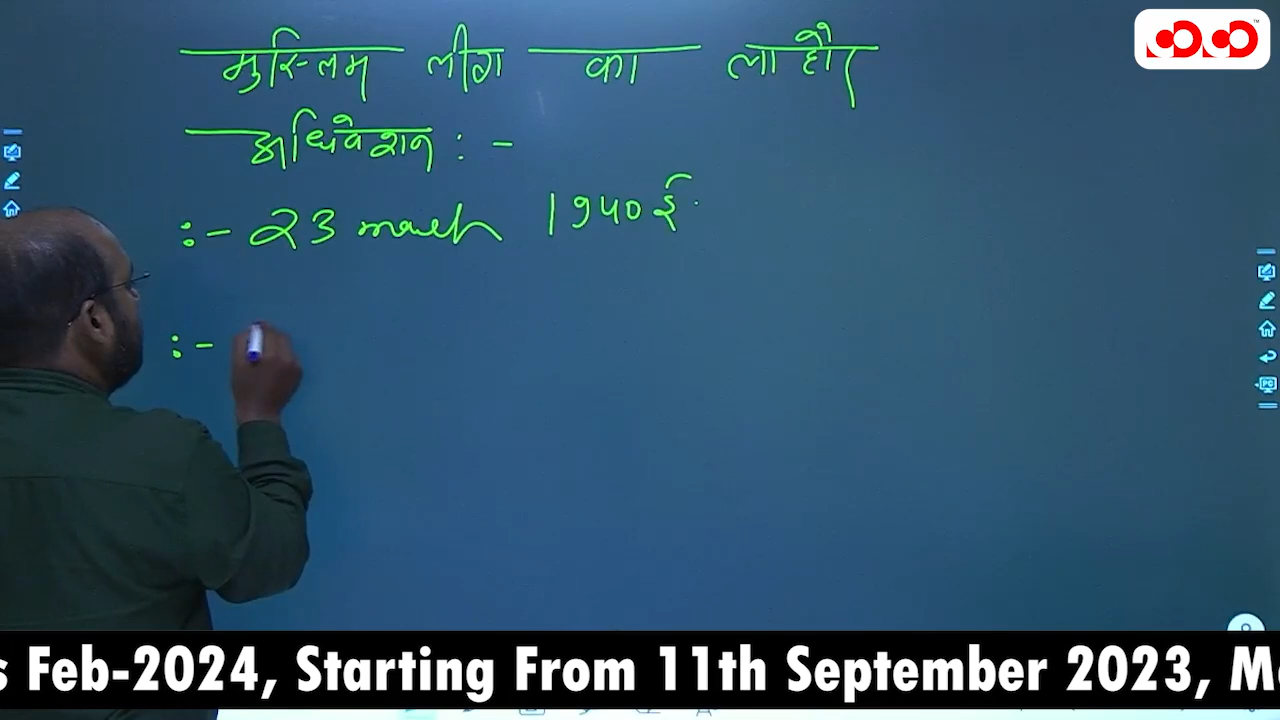 मुस्लिम लीग का लाहौर
अधिवेशन : -
:- 23 march 1940 ई.
:-
s Feb-2024, Starting From 11th September 2023, M